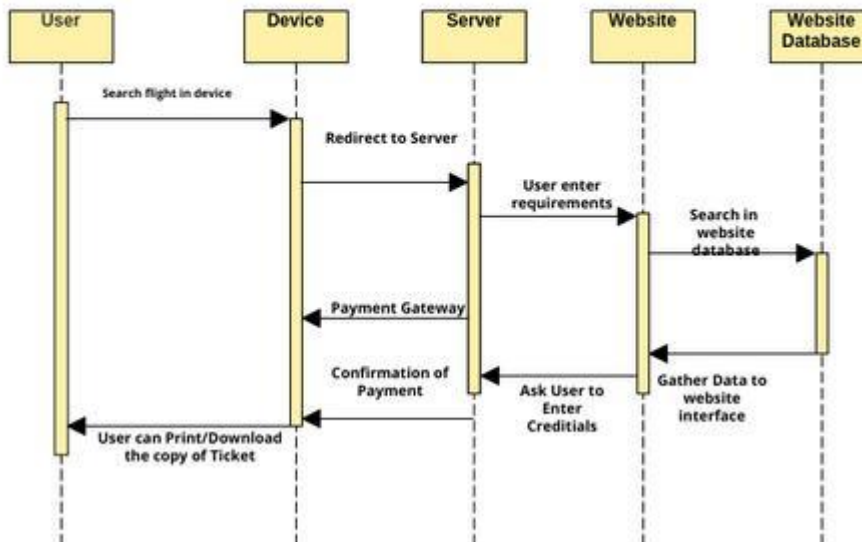 User
Device
Server
Website
Website
Database
Search flight in device
Redirect to Server
User enter
requirements
Search in
website
database
Payment Gateway
Confirmation of
Payment
Ask User to
Enter
Creditials
Gather Data to
website
interface
User can Print/Download
the copy of Ticket